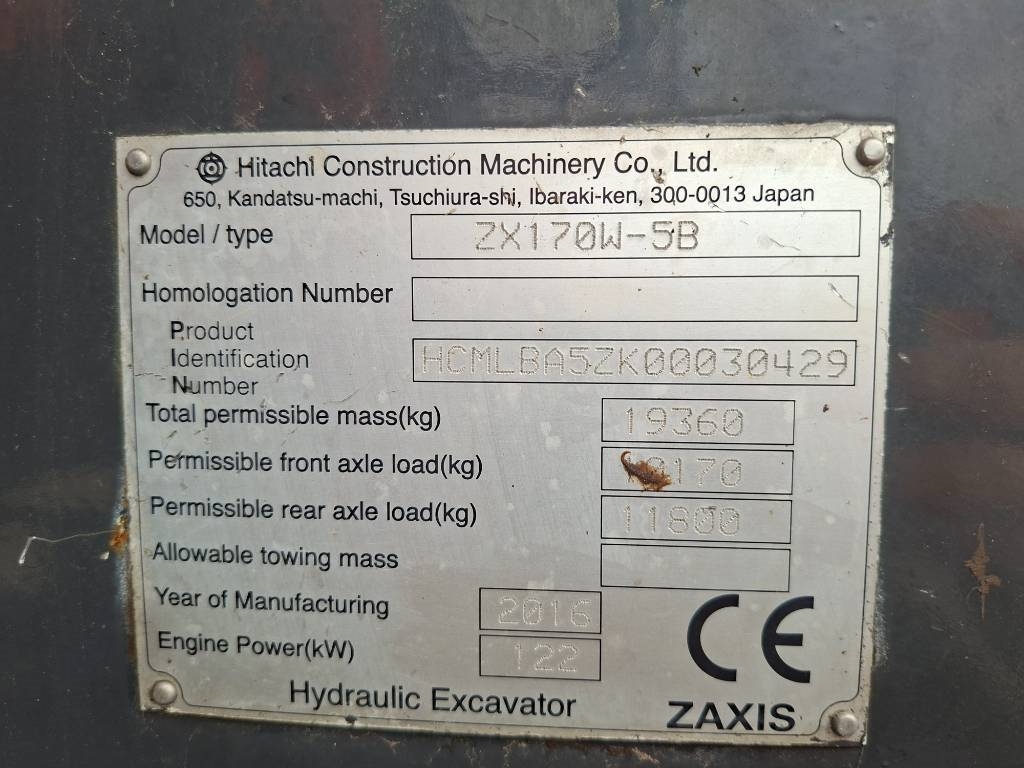 Hitachi Construction Machinery Co., Ltd.
650, Kandatsu-machi, Tsuchiura-shi, Ibaraki-ken, 300-0013 Japan
Model / type ZX170W-5B
Homologation Number
Product Identification Number HCMLBA5ZK00030429
Total permissible mass(kg) 19360
Permissible front axle load(kg)
Permissible rear axle load(kg) 11800
Allowable towing mass
Year of Manufacturing 2016
Engine Power(kW) 122
CE
Hydraulic Excavator ZAXIS